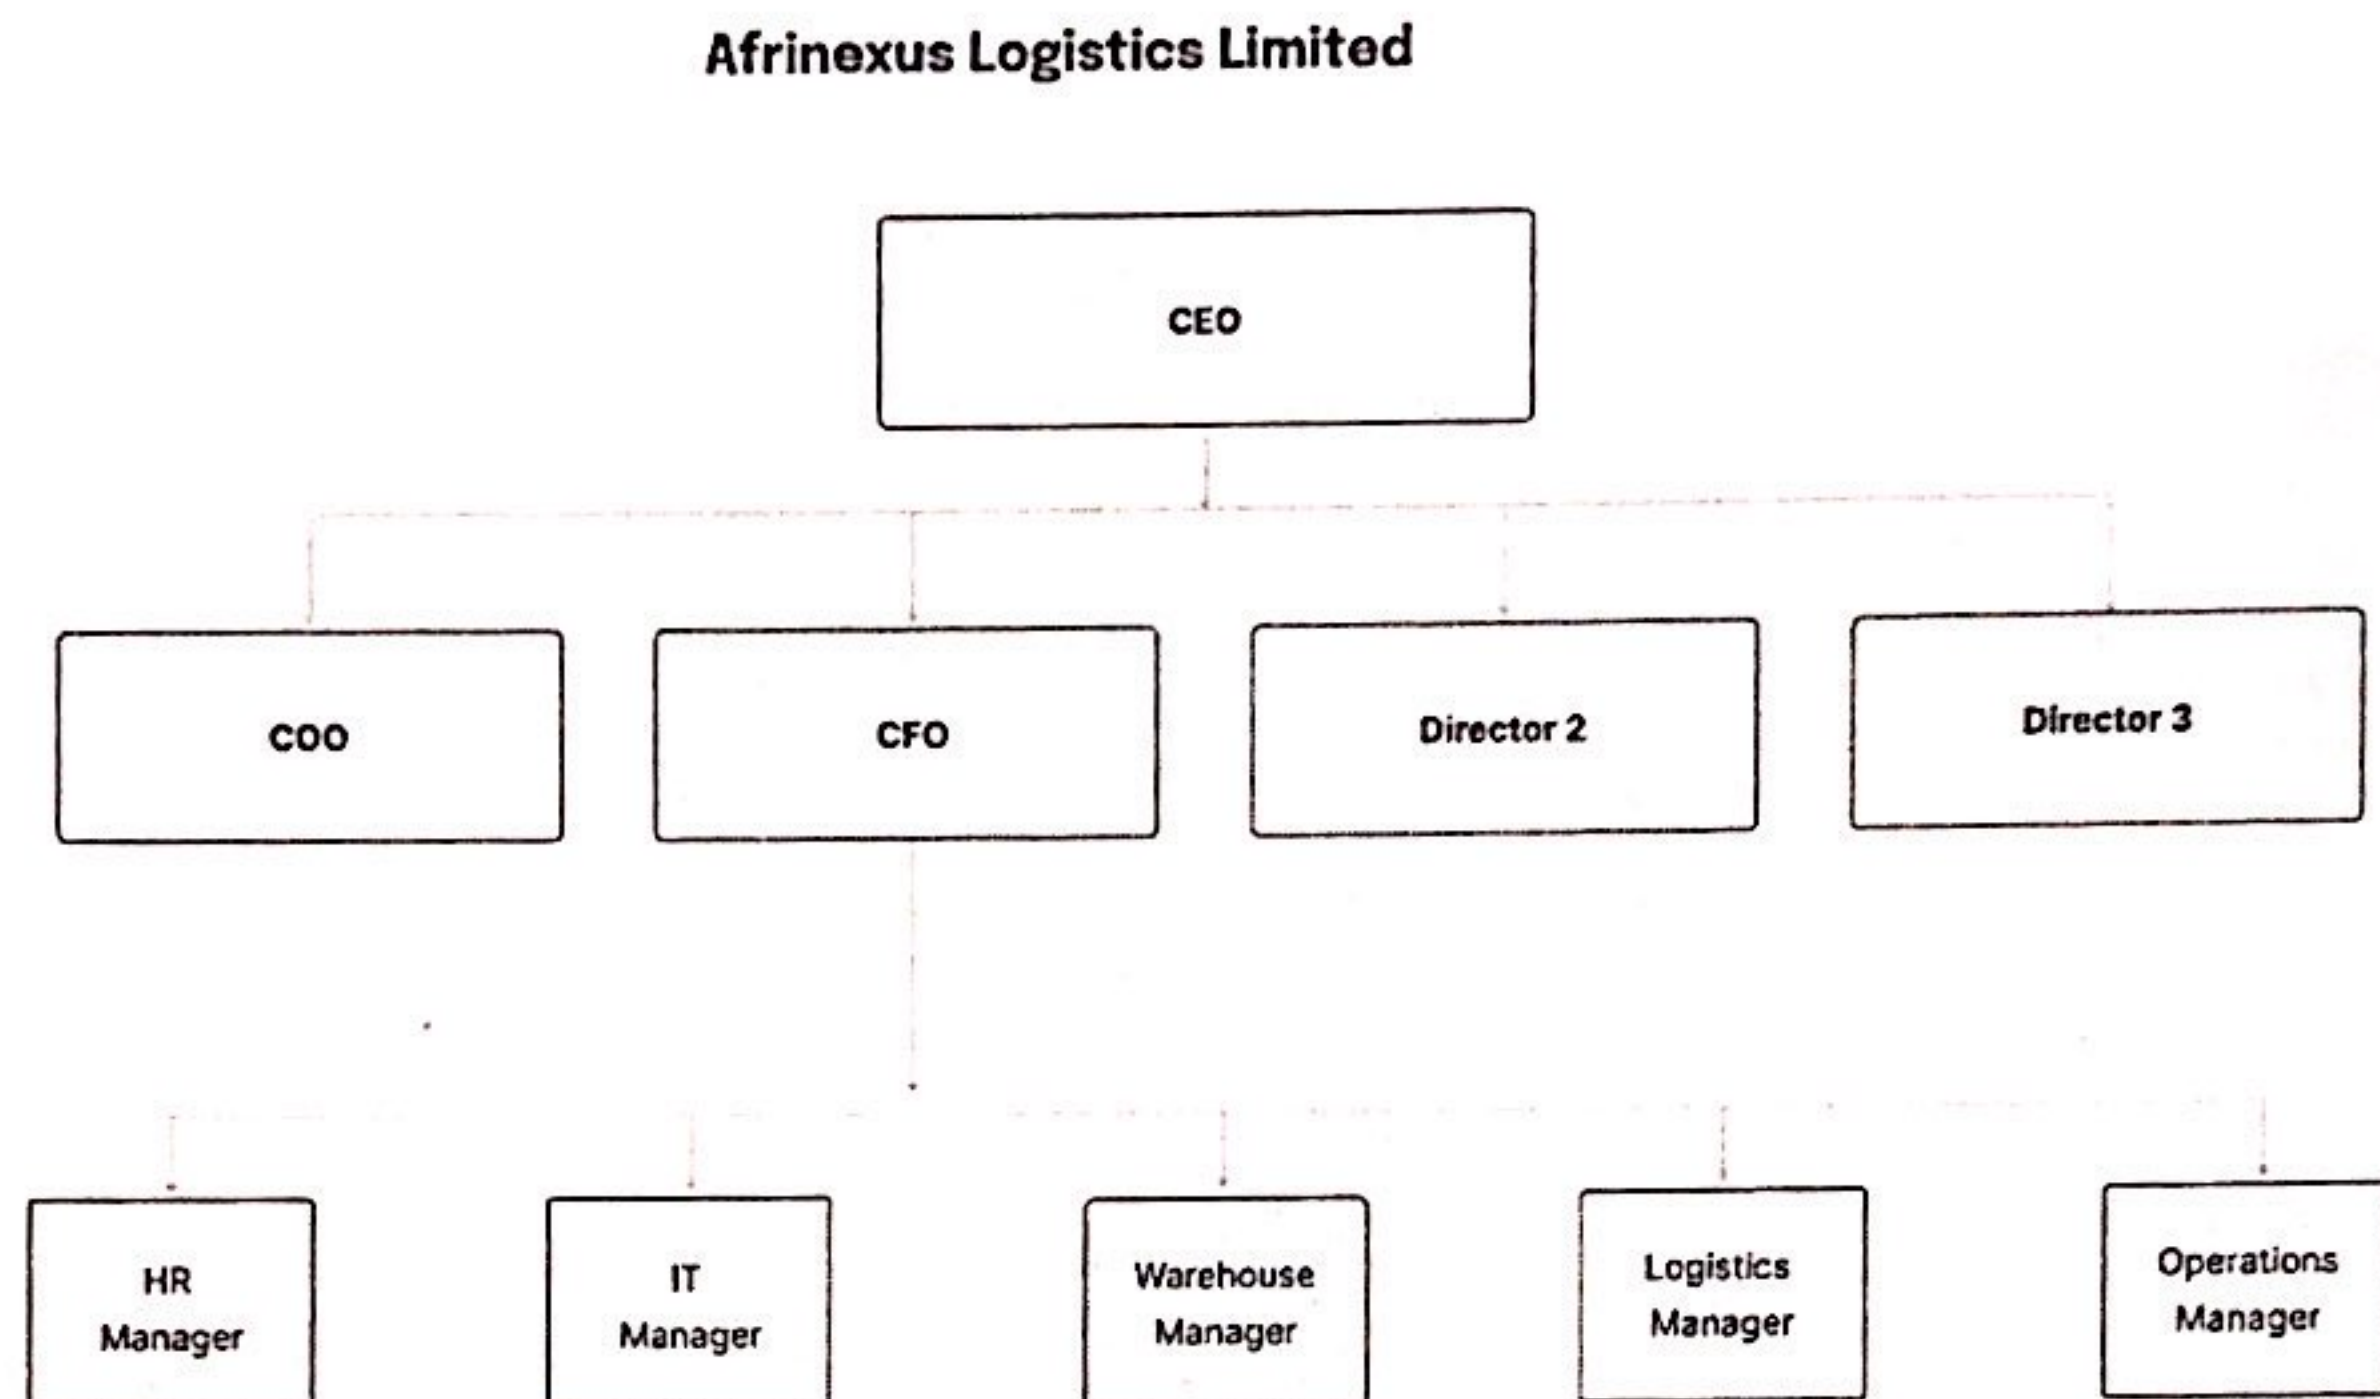 Afrinexus Logistics Limited
CEO
COO
CFO
Director 2
Director 3
HR
Manager
IT
Manager
Warehouse
Manager
Logistics
Manager
Operations
Manager